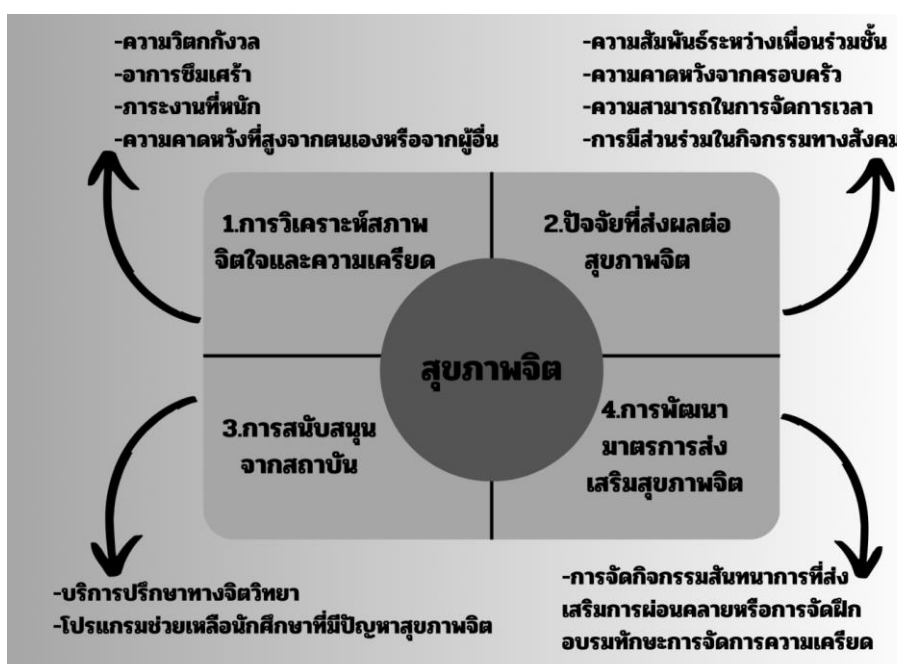 -ความวิตกกังวล
-อาการซึมเศร้า
-ภาระงานที่หนัก
-ความคาดหวังที่สูงจากตนเองหรือจากผู้อื่น
-ความสัมพันธ์ระหว่างเพื่อนร่วมชั้น
-ความคาดหวังจากครอบครัว
-ความสามารถในการจัดการเวลา
-การมีส่วนร่วมในกิจกรรมทางสังคม
1.การวิเคราะห์สภาพ
จิตใจและความเครียด
2.ปัจจัยที่ส่งผลต่อ
สุขภาพจิต
สุขภาพจิต
3.การสนับสนุน
จากสถาบัน
4.การพัฒนา
มาตรการส่ง
เสริมสุขภาพจิต
-บริการปรึกษาทางจิตวิทยา
-โปรแกรมช่วยเหลือนักศึกษาที่มีปัญหาสุขภาพจิต
-การจัดกิจกรรมสันทนาการที่ส่ง
เสริมการผ่อนคลายหรือการจัดฝึก
อบรมทักษะการจัดการความเครียด